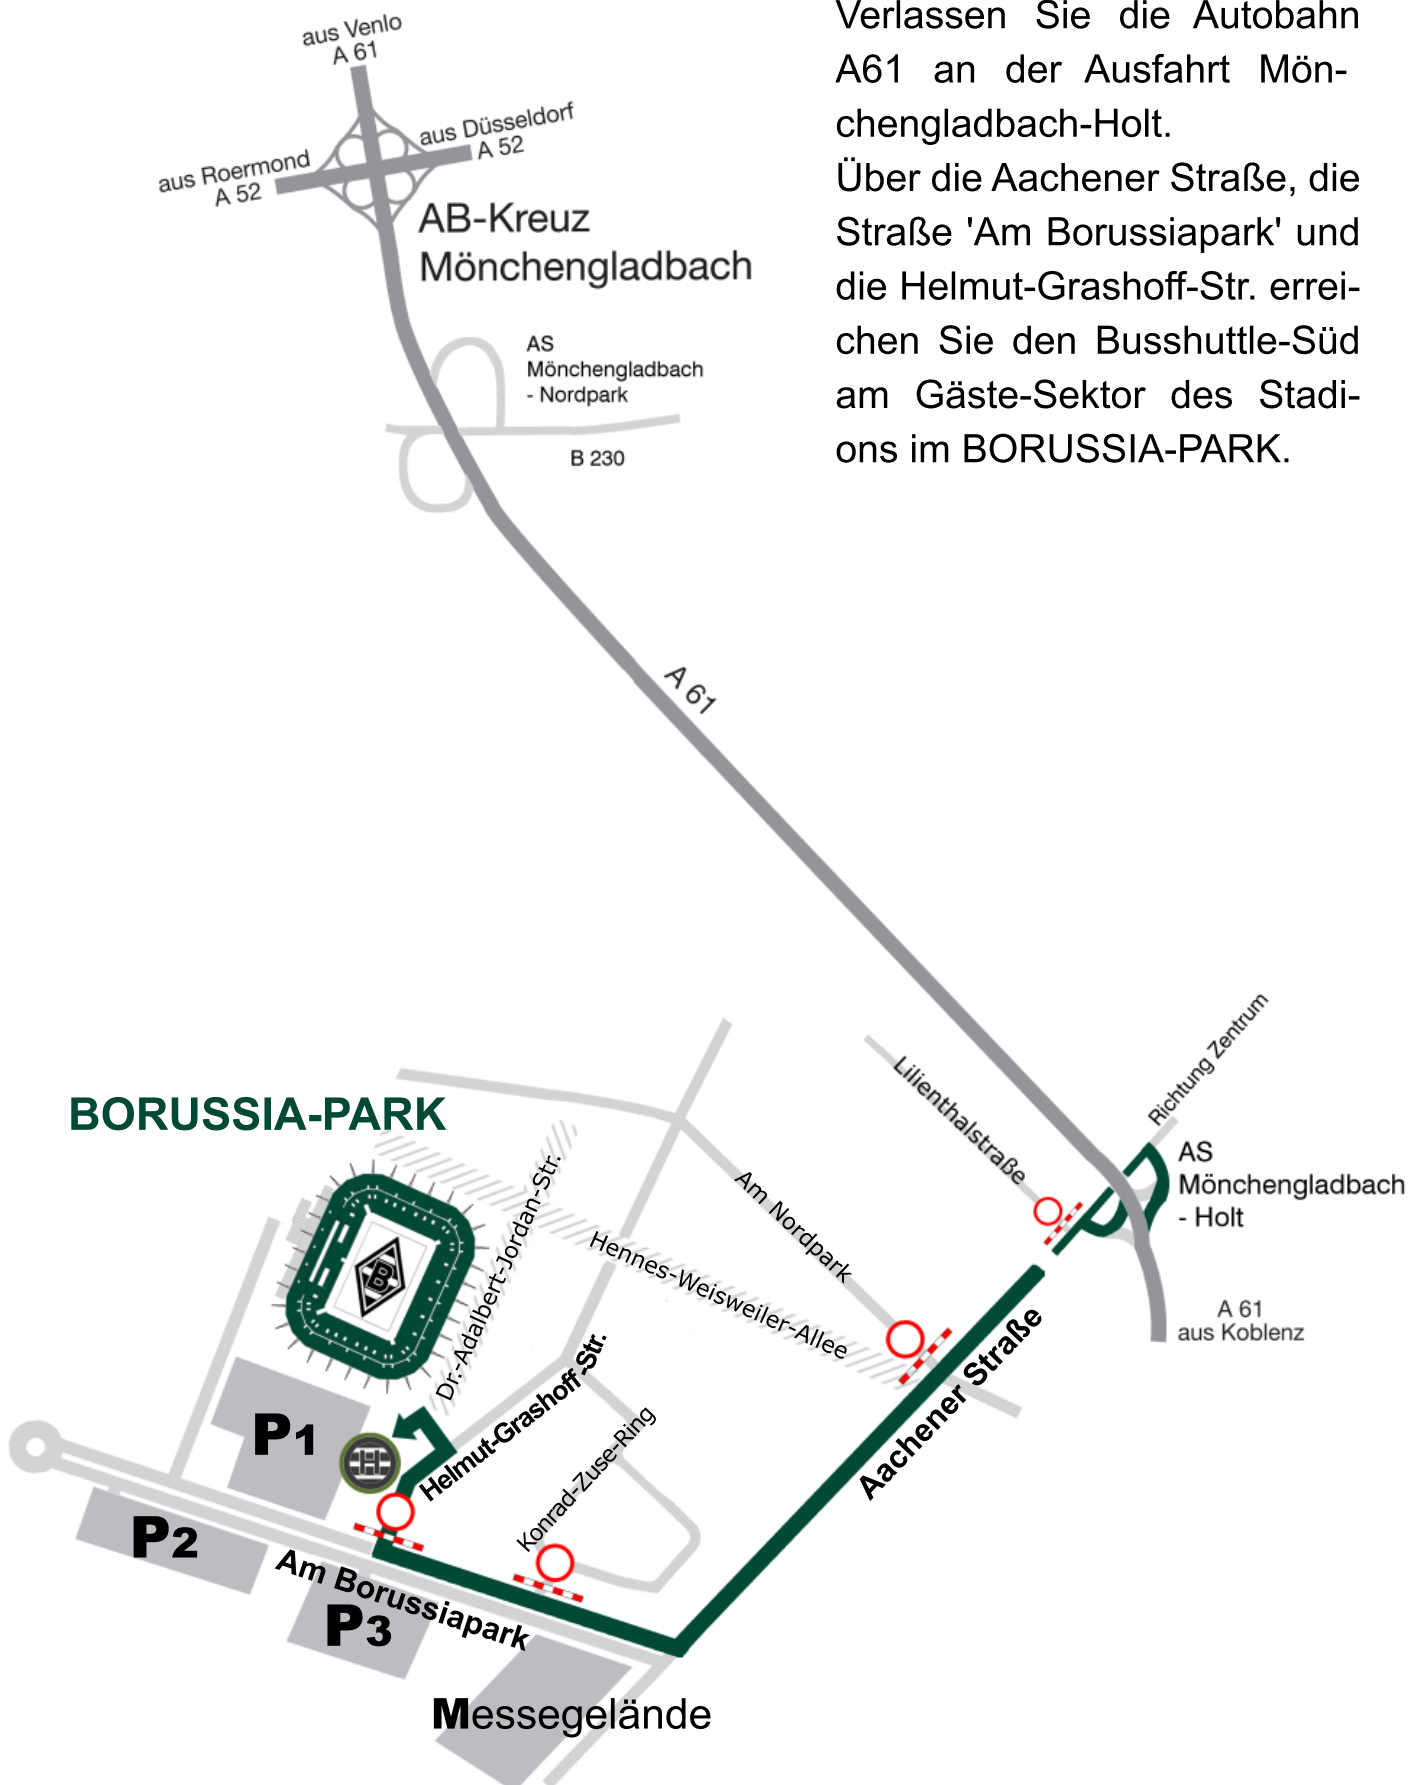 Verlassen Sie die Autobahn
A61 an der Ausfahrt Mön-
chengladbach-Holt.
Über die Aachener Straße, die
Straße 'Am Borussiapark' und
die Helmut-Grashoff-Str. errei-
chen Sie den Busshuttle-Süd
am Gäste-Sektor des Stadi-
ons im BORUSSIA-PARK.
aus Venlo
A 61
aus Düsseldorf
A 52
aus Roermond
A 52
AB-Kreuz
Mönchengladbach
AS
Mönchengladbach
- Nordpark
B 230
A 61
Richtung Zentrum
Lilienthalstraße
AS
Mönchengladbach
- Holt
A 61
aus Koblenz
BORUSSIA-PARK
Dr.-Adalbert-Jordan-Str.
Am Nordpark
Hennes-Weisweiler-Allee
B
Aachener Straße
Helmut-Grashoff-Str.
Konrad-Zuse-Ring
P1
H
P2
Am Borussiapark
P3
Messegelände